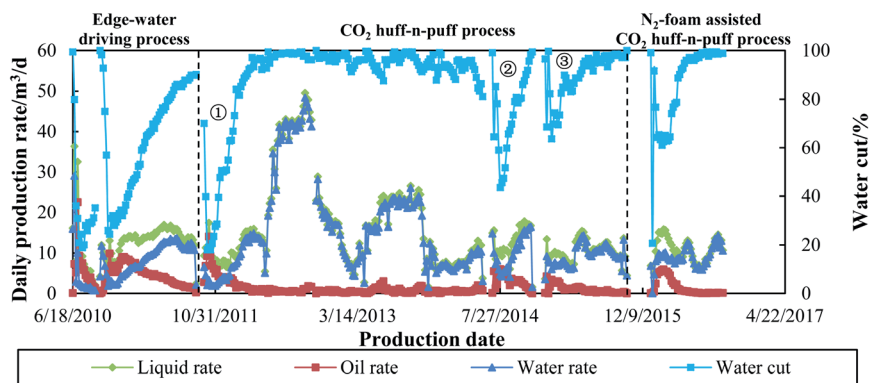 Edge-water
driving process
CO₂ huff-n-puff process
N₂-foam assisted
CO₂ huff-n-puff process
Daily production rate/m³/d
60
50
40
30
20
10
0
①
②
③
100
80
60
40
20
0
Water cut/%
6/18/2010
10/31/2011
3/14/2013
7/27/2014
12/9/2015
4/22/2017
Production date
Liquid rate
Oil rate
Water rate
Water cut